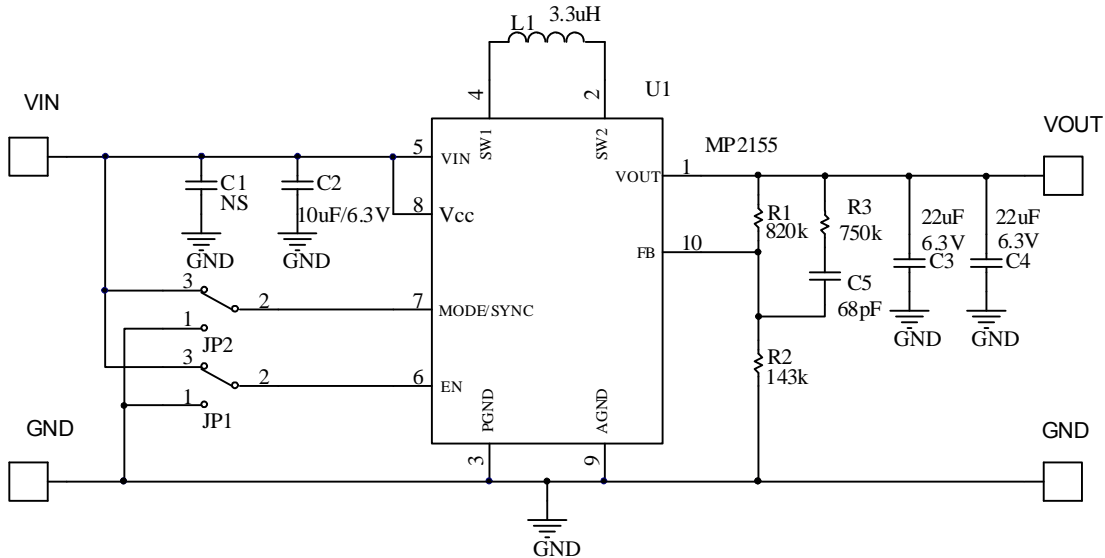 L1 3.3uH
4
2
U1
VIN
VOUT
SW1
SW2
MP2155
5
VIN
VOUT
1
C1
NS
C2
10uF/6.3V
8
Vcc
R1
820k
R3
750k
22uF
6.3V
C3
22uF
6.3V
C4
FB
10
GND
GND
3
2
7
MODE/SYNC
C5
68pF
GND
GND
1
JP2
3
2
6
EN
R2
143k
1
JP1
PGND
AGND
GND
GND
3
9
GND